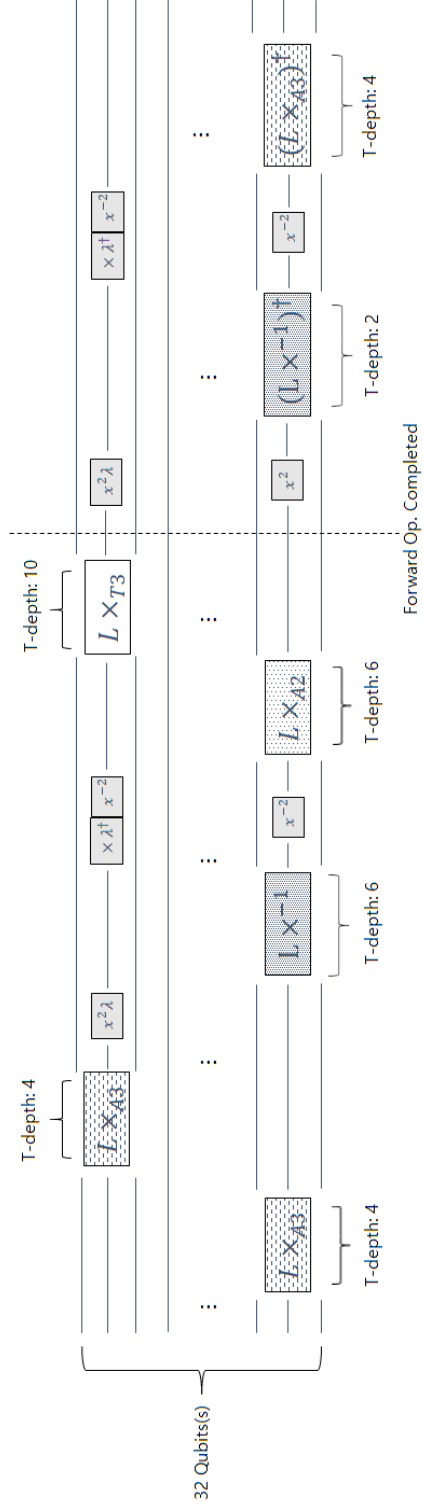 32 Qubits(s)
T-depth: 4
T-depth: 10
L ×A3
x²λ
× λ†
x⁻²
L ×T3
x²λ
× λ†
x⁻²
⋮
⋮
⋮
⋮
⋮
⋮
L ×A3
L ×⁻¹
x⁻²
L ×A2
x²
(L ×⁻¹)†
x⁻²
(L ×A3)†
T-depth: 4
T-depth: 6
T-depth: 6
T-depth: 2
T-depth: 4
Forward Op. Completed